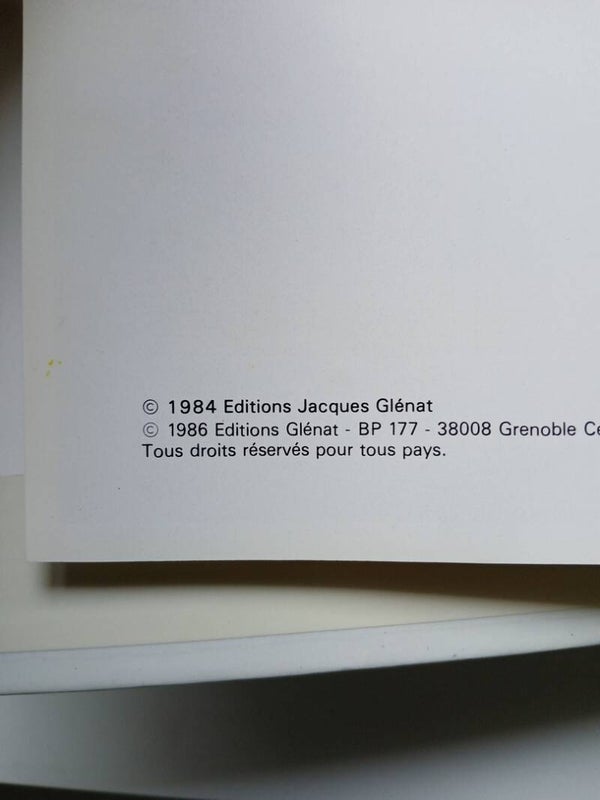 © 1984 Editions Jacques Glénat
© 1986 Editions Glénat - BP 177 - 38008 Grenoble
Tous droits réservés pour tous pays.